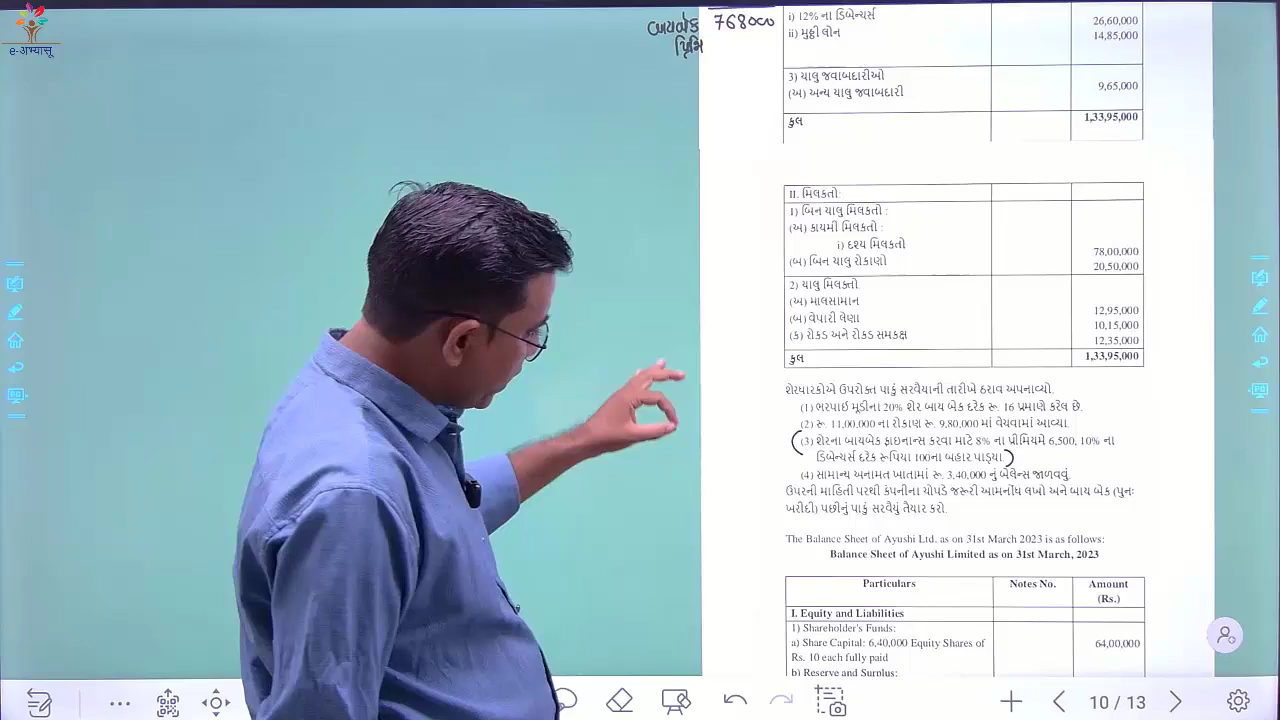 e-અભ્યાસૂ
બાયબેક 768000
પ્રિમિ
i) 12% ના ડિબેન્ચર્સ 26,60,000
ii) મુદ્દતી લોન 14,85,000
3) ચાલુ જવાબદારીઓ
(અ) અન્ય ચાલુ જવાબદારી 9,65,000
કુલ 1,33,95,000
II. મિલકતો:
1) બિન ચાલુ મિલકતો :
(અ) કાયમી મિલકતો :
i) દશ્ય મિલકતો 78,00,000
(બ) બિન ચાલુ રોકાણો 20,50,000
2) ચાલુ મિલક્તો
(અ) માલસામાન 12,95,000
(બ) વેપારી લેણા 10,15,000
(ક) રોકડ અને રોકડ સમકક્ષ 12,35,000
કુલ 1,33,95,000
શેરધારકોએ ઉપરોક્ત પાકું સરવૈયાની તારીખે ઠરાવ અપનાવ્યો.
(1) ભરપાઈ મૂડીના 20% શેર બાય બેક દરેક રૂ. 16 પ્રમાણે કરેલ છે.
(2) રૂ. 11,00,000 ના રોકાણ રૂ. 9,80,000 માં વેચવામાં આવ્યા.
(3) શેરના બાયબેક ફાઇનાન્સ કરવા માટે 8% ના પ્રીમિયમે 6,500, 10% ના
ડિબેન્ચર્સ દરેક રૂપિયા 100ના બહાર પાડ્યા.
(4) સામાન્ય અનામત ખાતામાં રૂ. 3,40,000 નું બેલેન્સ જાળવવું.
ઉપરની માહિતી પરથી કંપનીના ચોપડે જરૂરી આમનોંધ લખો અને બાય બેક (પુનઃ
ખરીદી) પછીનું પાકું સરવૈયું તૈયાર કરો.
The Balance Sheet of Ayushi Ltd. as on 31st March 2023 is as follows:
Balance Sheet of Ayushi Limited as on 31st March, 2023
Particulars Notes No. Amount
(Rs.)
I. Equity and Liabilities
1) Shareholder's Funds:
a) Share Capital: 6,40,000 Equity Shares of 64,00,000
Rs. 10 each fully paid
b) Reserve and Surplus:
10 / 13